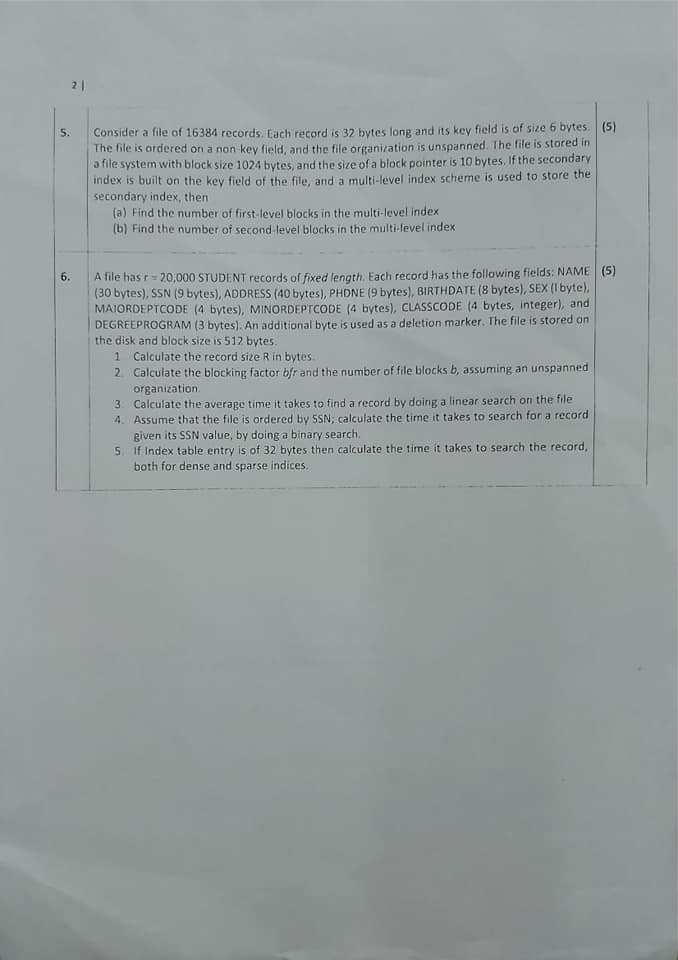 2 |
5. Consider a file of 16384 records. Each record is 32 bytes long and its key field is of size 6 bytes. (5)
The file is ordered on a non-key field, and the file organization is unspanned. The file is stored in
a file system with block size 1024 bytes, and the size of a block pointer is 10 bytes. If the secondary
index is built on the key field of the file, and a multi-level index scheme is used to store the
secondary index, then
(a) Find the number of first-level blocks in the multi-level index
(b) Find the number of second-level blocks in the multi-level index
6. A file has r = 20,000 STUDENT records of fixed length. Each record has the following fields: NAME (5)
(30 bytes), SSN (9 bytes), ADDRESS (40 bytes), PHDNE (9 bytes), BIRTHDATE (8 bytes), SEX (l byte),
MAIORDEPTCODE (4 bytes), MINORDEPTCODE (4 bytes), CLASSCODE (4 bytes, integer), and
DEGREEPROGRAM (3 bytes). An additional byte is used as a deletion marker. The file is stored on
the disk and block size is 512 bytes.
1. Calculate the record size R in bytes.
2. Calculate the blocking factor bfr and the number of file blocks b, assuming an unspanned
organization.
3. Calculate the average time it takes to find a record by doing a linear search on the file
4. Assume that the file is ordered by SSN; calculate the time it takes to search for a record
given its SSN value, by doing a binary search.
5. If Index table entry is of 32 bytes then calculate the time it takes to search the record,
both for dense and sparse indices.